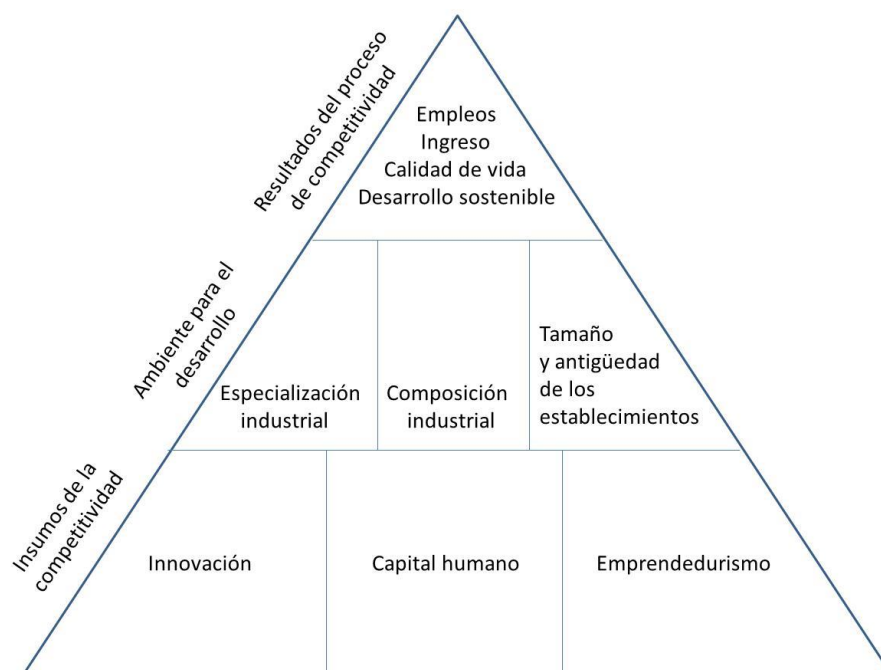 Resultados del proceso
de competitividad
Empleos
Ingreso
Calidad de vida
Desarrollo sostenible
Ambiente para el
desarrollo
Especialización
industrial
Composición
industrial
Tamaño
y antigüedad
de los
establecimientos
Insumos de la
competitividad
Innovación
Capital humano
Emprendedurismo